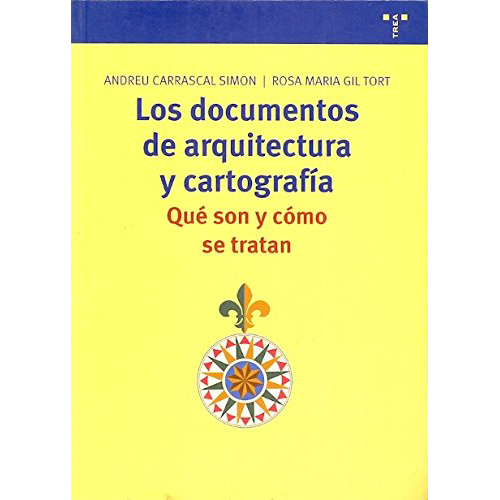 TREA
ANDREU CARRASCAL SIMON | ROSA MARIA GIL TORT
Los documentos
de arquitectura
y cartografía
Qué son y cómo
se tratan